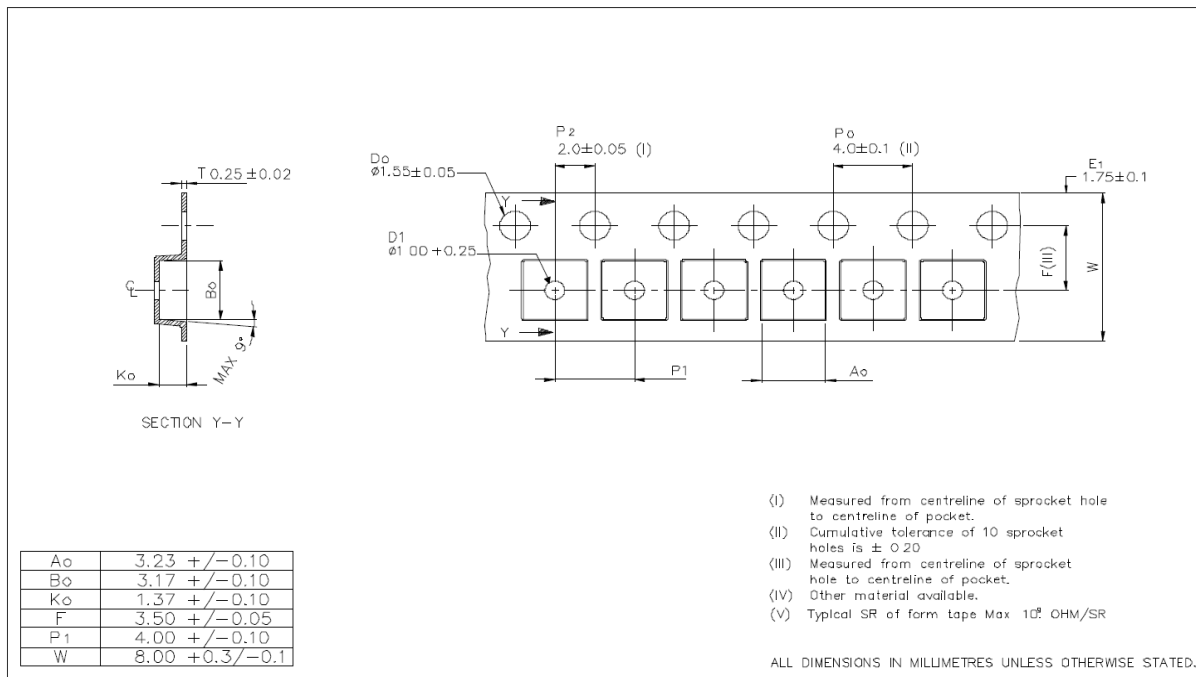 P2
2.0±0.05 (I)
Po
4.0±0.1 (II)
E1
1.75±0.1
Do
ø1.55±0.05
T 0.25±0.02
Y
D1
ø1.00 +0.25
F(III)
W
Bo
℄
Y
MAX 9°
Ko
P1
Ao
SECTION Y-Y
(I) Measured from centreline of sprocket hole
to centreline of pocket.
(II) Cumulative tolerance of 10 sprocket
holes is ± 0.20
(III) Measured from centreline of sprocket
hole to centreline of pocket.
(IV) Other material available.
(V) Typical SR of form tape Max 10⁹ OHM/SR
Ao 3.23 +/-0.10
Bo 3.17 +/-0.10
Ko 1.37 +/-0.10
F 3.50 +/-0.05
P1 4.00 +/-0.10
W 8.00 +0.3/-0.1
ALL DIMENSIONS IN MILLIMETRES UNLESS OTHERWISE STATED.